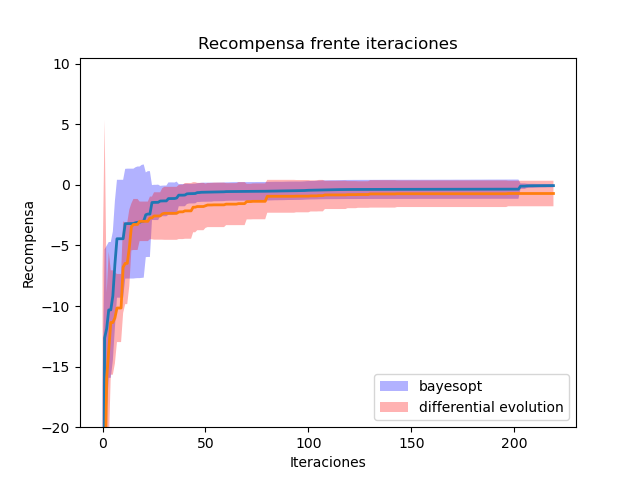 Recompensa frente iteraciones
10
5
0
−5
−10
−15
−20
Recompensa
0 50 100 150 200
Iteraciones
bayesopt
differential evolution